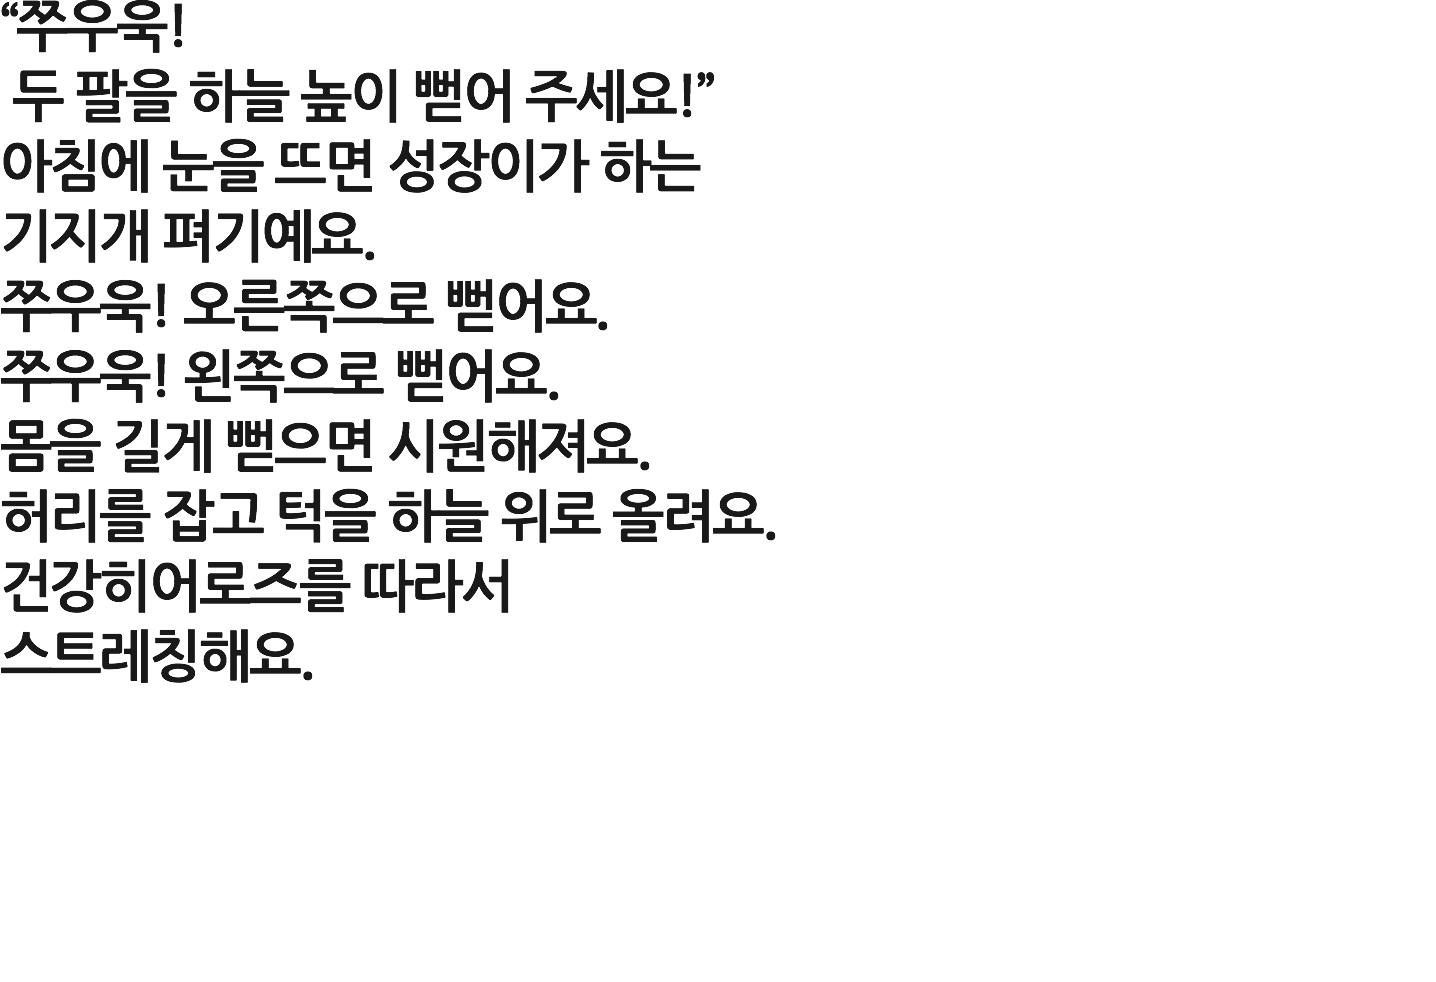 “쭈우욱!
두 팔을 하늘 높이 뻗어 주세요!”
아침에 눈을 뜨면 성장이가 하는
기지개 펴기예요.
쭈우욱! 오른쪽으로 뻗어요.
쭈우욱! 왼쪽으로 뻗어요.
몸을 길게 뻗으면 시원해져요.
허리를 잡고 턱을 하늘 위로 올려요.
건강히어로즈를 따라서
스트레칭해요.